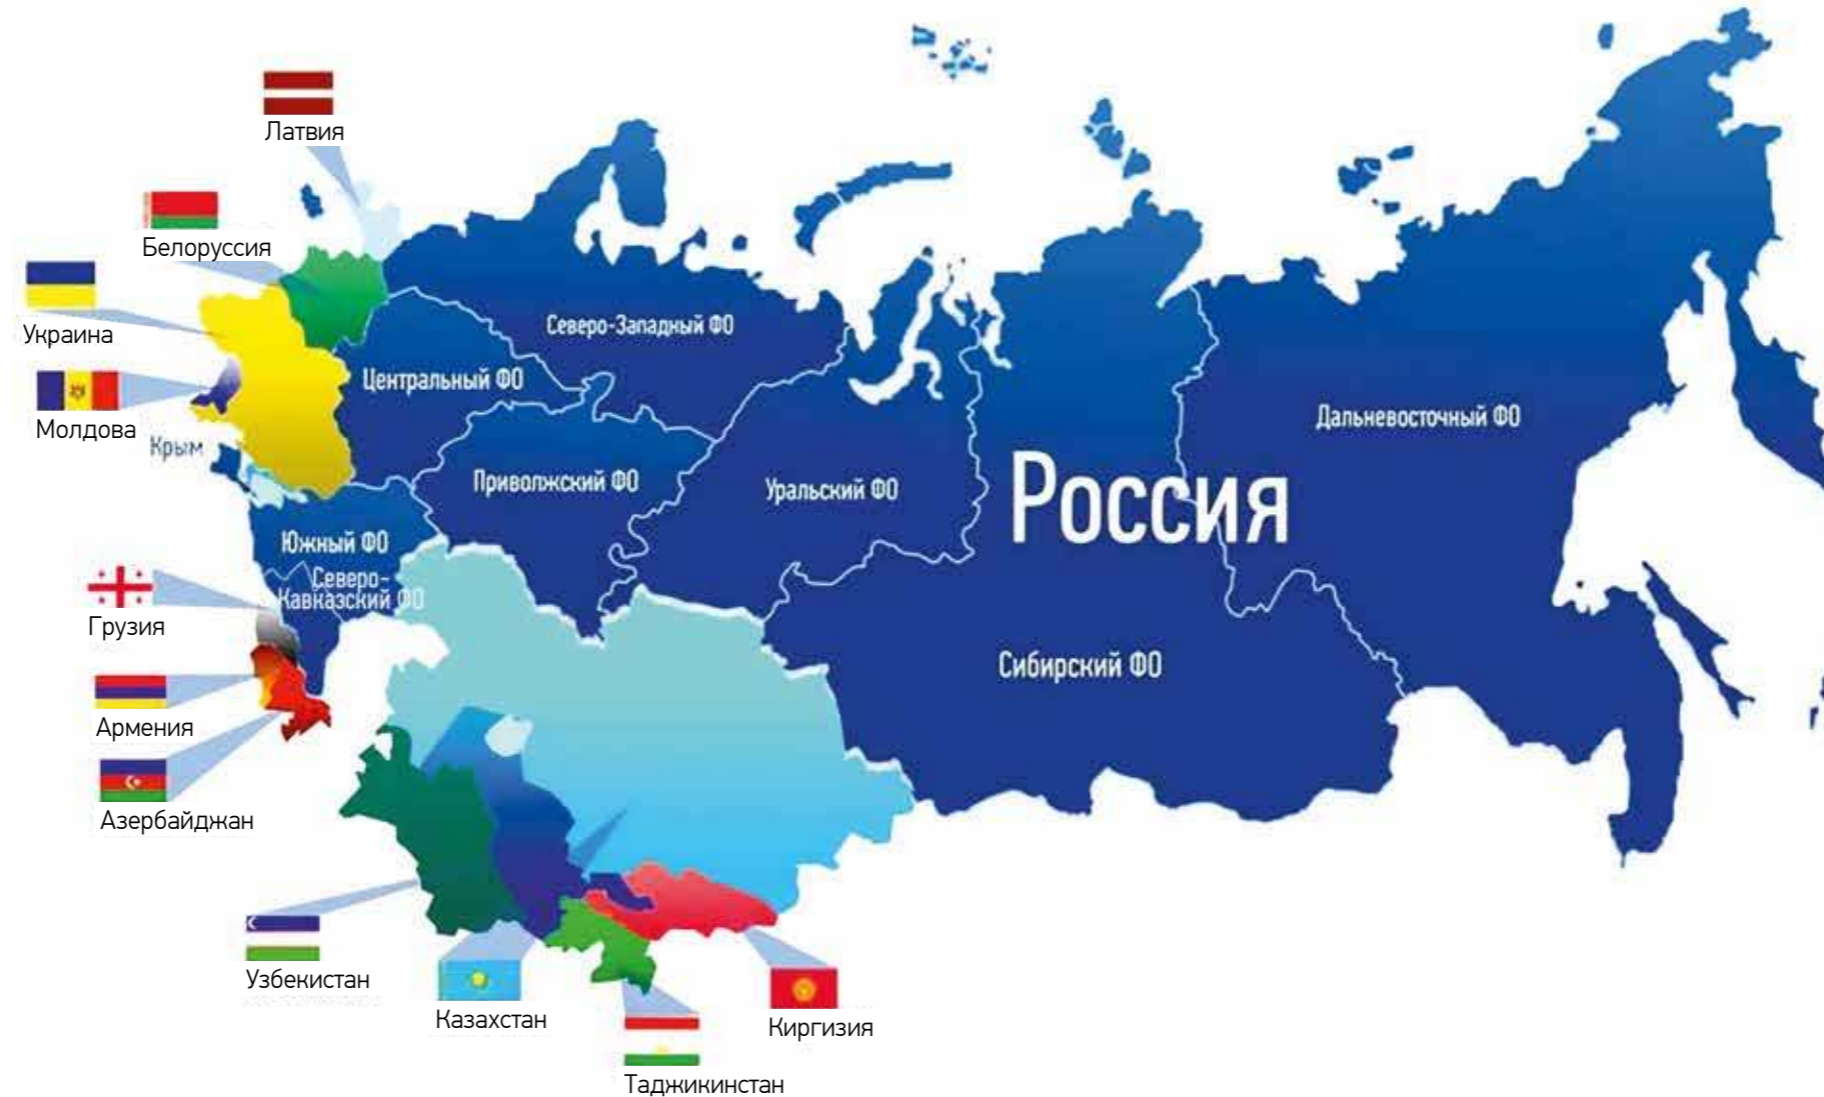 Латвия
Белоруссия
Украина
Молдова
Крым
Северо-Западный ФО
Центральный ФО
Приволжский ФО
Уральский ФО
Россия
Дальневосточный ФО
Южный ФО
Северо-
Кавказский ФО
Сибирский ФО
Грузия
Армения
Азербайджан
Узбекистан
Казахстан
Киргизия
Таджикинстан